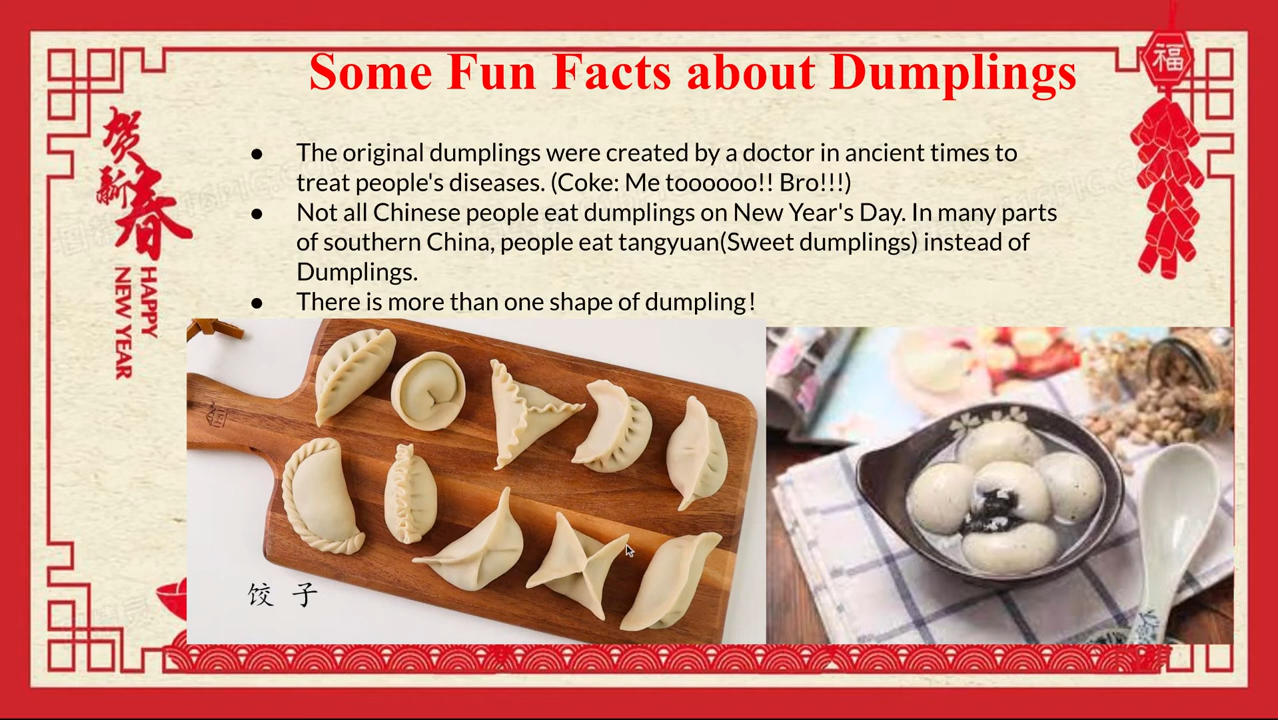 Some Fun Facts about Dumplings
福
● The original dumplings were created by a doctor in ancient times to
treat people's diseases. (Coke: Me toooooo!! Bro!!!)
● Not all Chinese people eat dumplings on New Year's Day. In many parts
of southern China, people eat tangyuan(Sweet dumplings) instead of
Dumplings.
● There is more than one shape of dumpling!
贺
新
春
HAPPY
NEW YEAR
饺 子